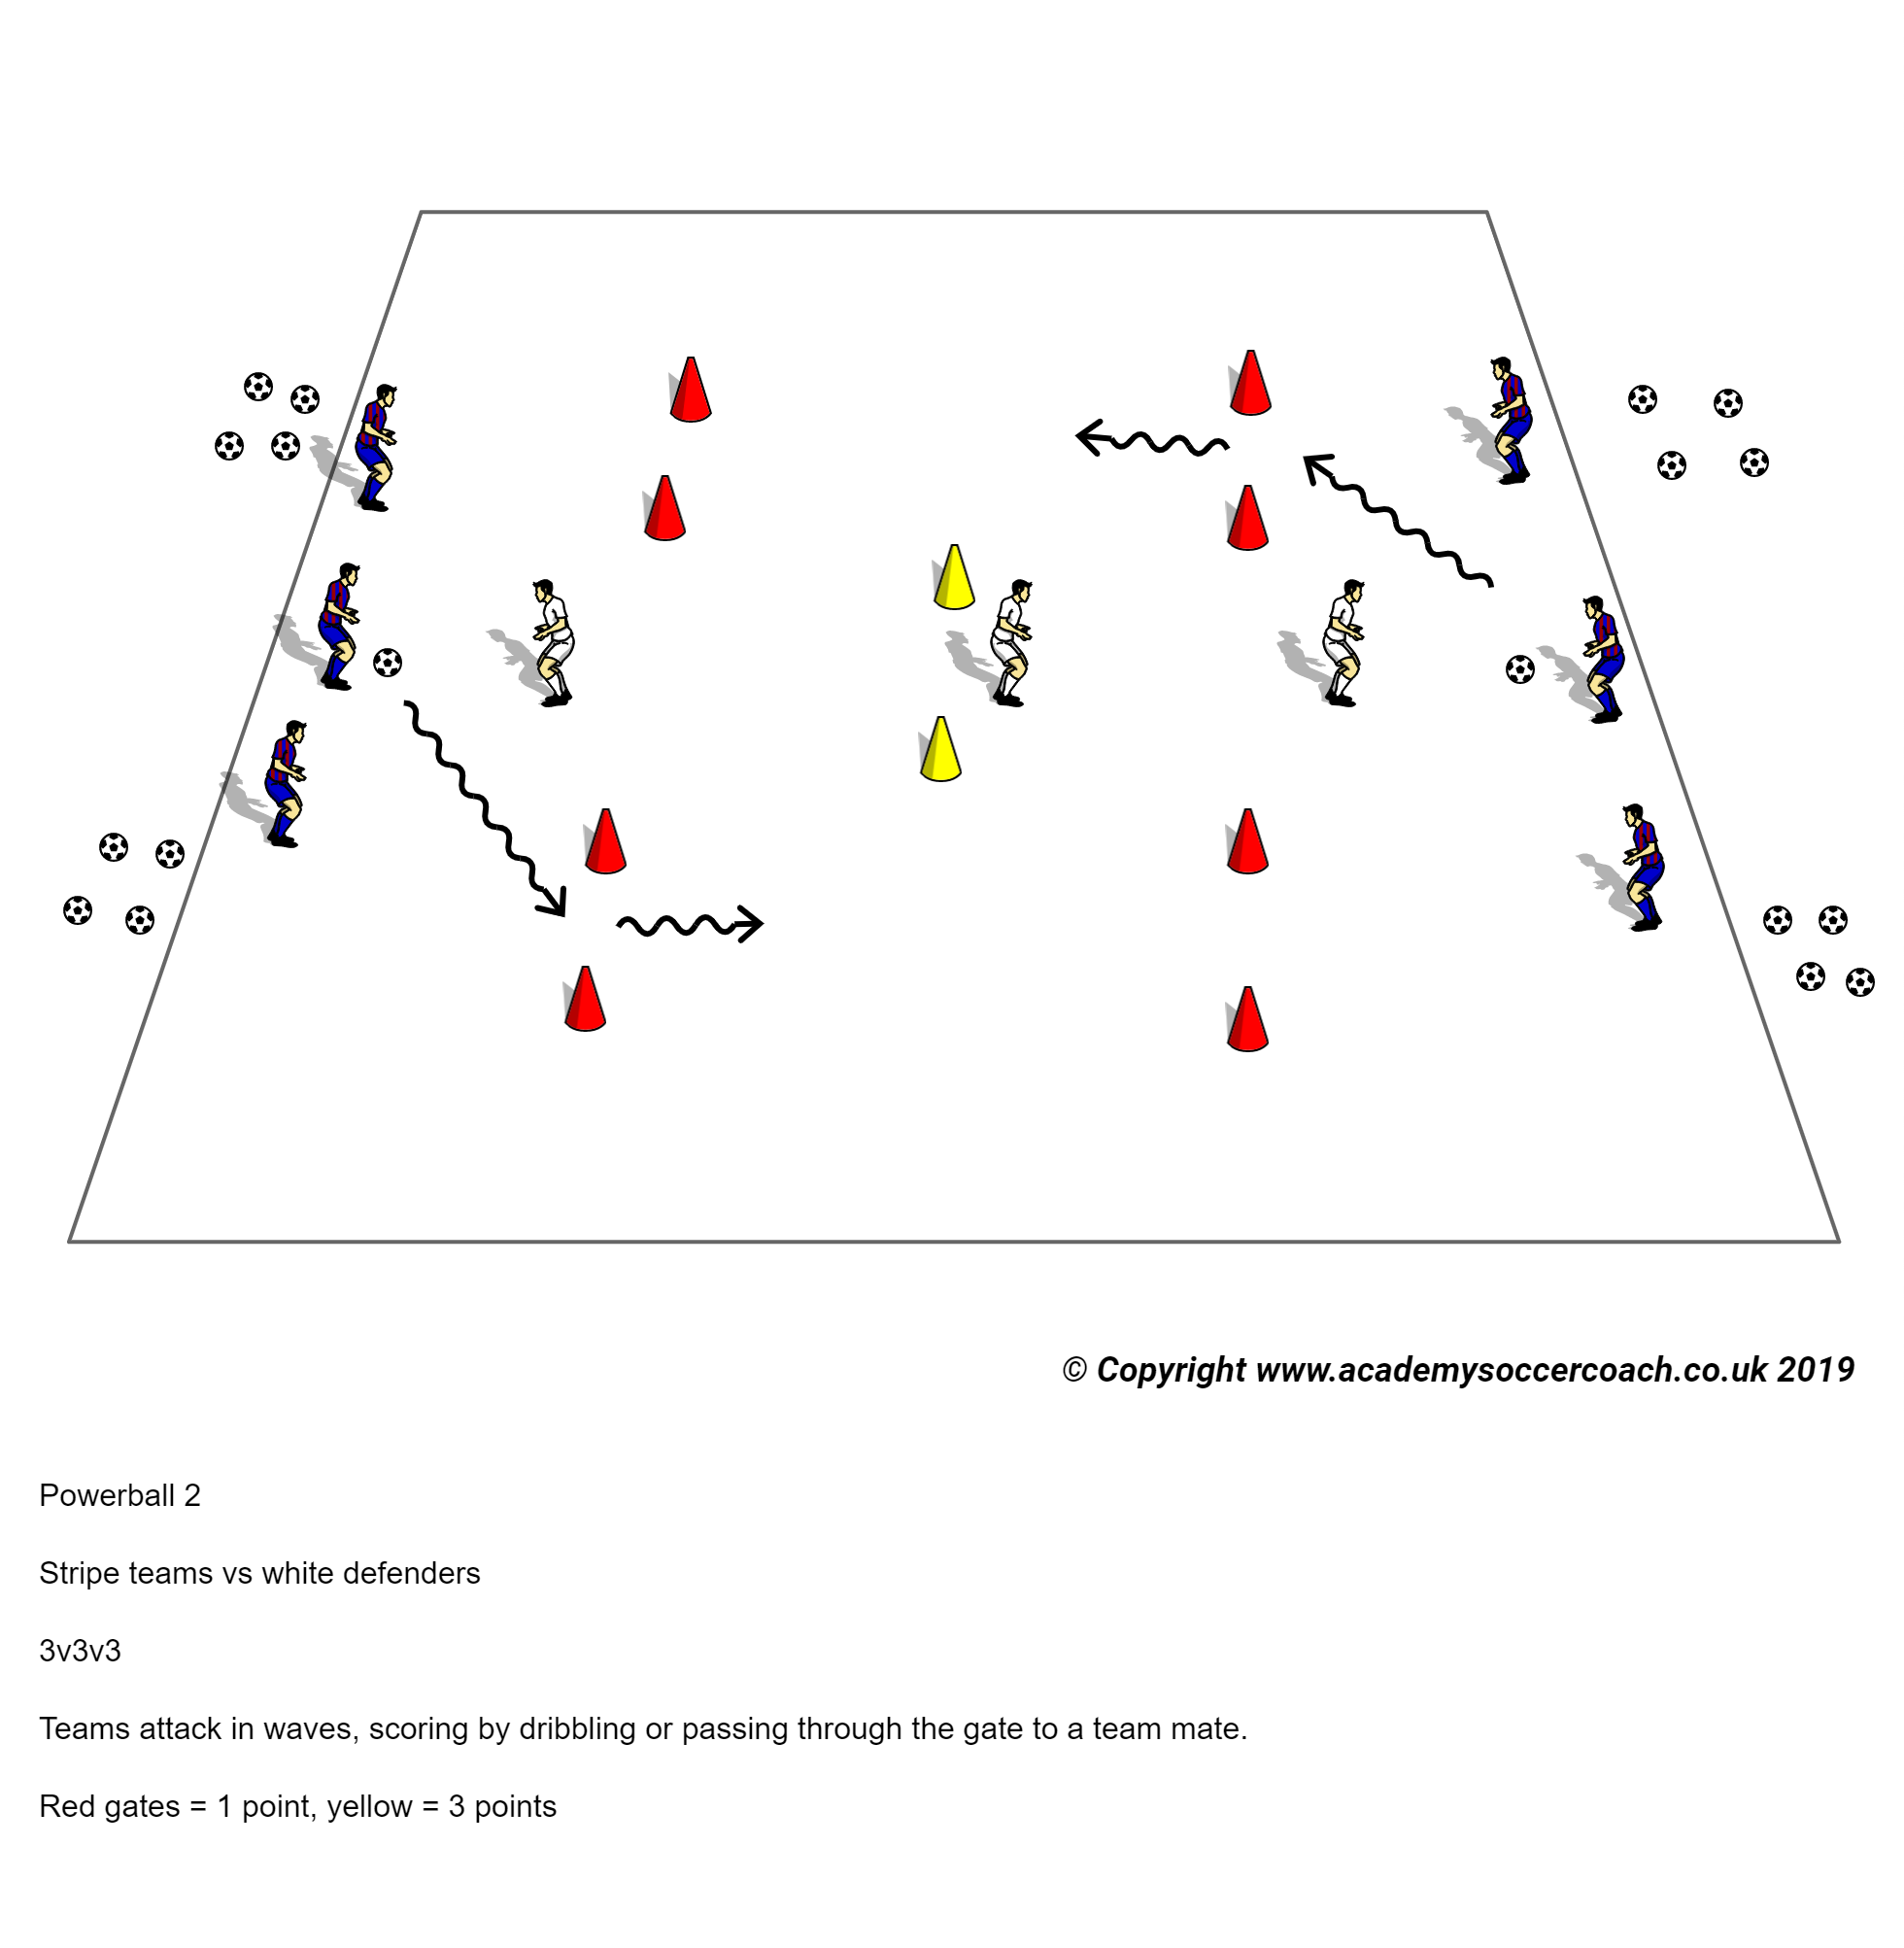 © Copyright www.academysoccercoach.co.uk 2019
Powerball 2
Stripe teams vs white defenders
3v3v3
Teams attack in waves, scoring by dribbling or passing through the gate to a team mate.
Red gates = 1 point, yellow = 3 points